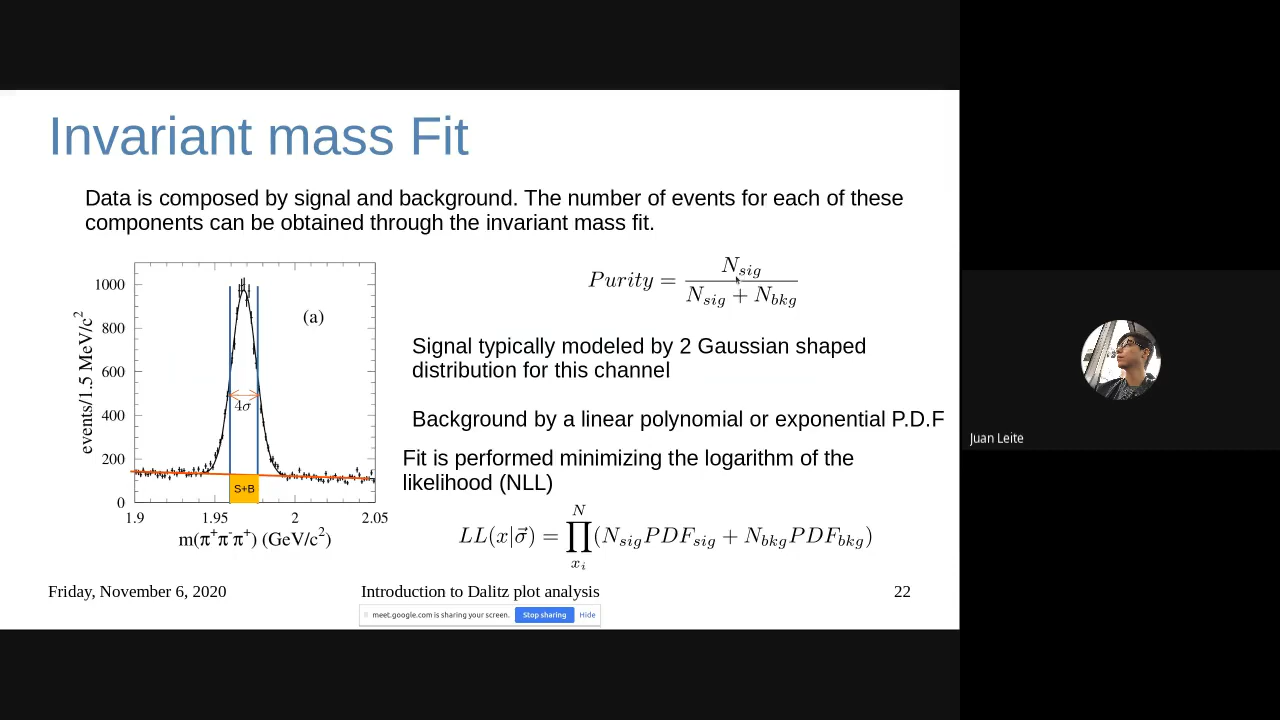 Invariant mass Fit
Data is composed by signal and background. The number of events for each of these
components can be obtained through the invariant mass fit.
Purity = N_sig / (N_sig + N_bkg)
Signal typically modeled by 2 Gaussian shaped
distribution for this channel
Background by a linear polynomial or exponential P.D.F
Fit is performed minimizing the logarithm of the
likelihood (NLL)
LL(x|σ⃗) = ∏_{x_i}^{N} (N_sig PDF_sig + N_bkg PDF_bkg)
events/1.5 MeV/c²
1000
800
600
400
200
0
(a)
4σ
S+B
1.9 1.95 2 2.05
m(π⁺π⁻π⁺) (GeV/c²)
Friday, November 6, 2020 Introduction to Dalitz plot analysis 22
meet.google.com is sharing your screen. Stop sharing Hide
Juan Leite